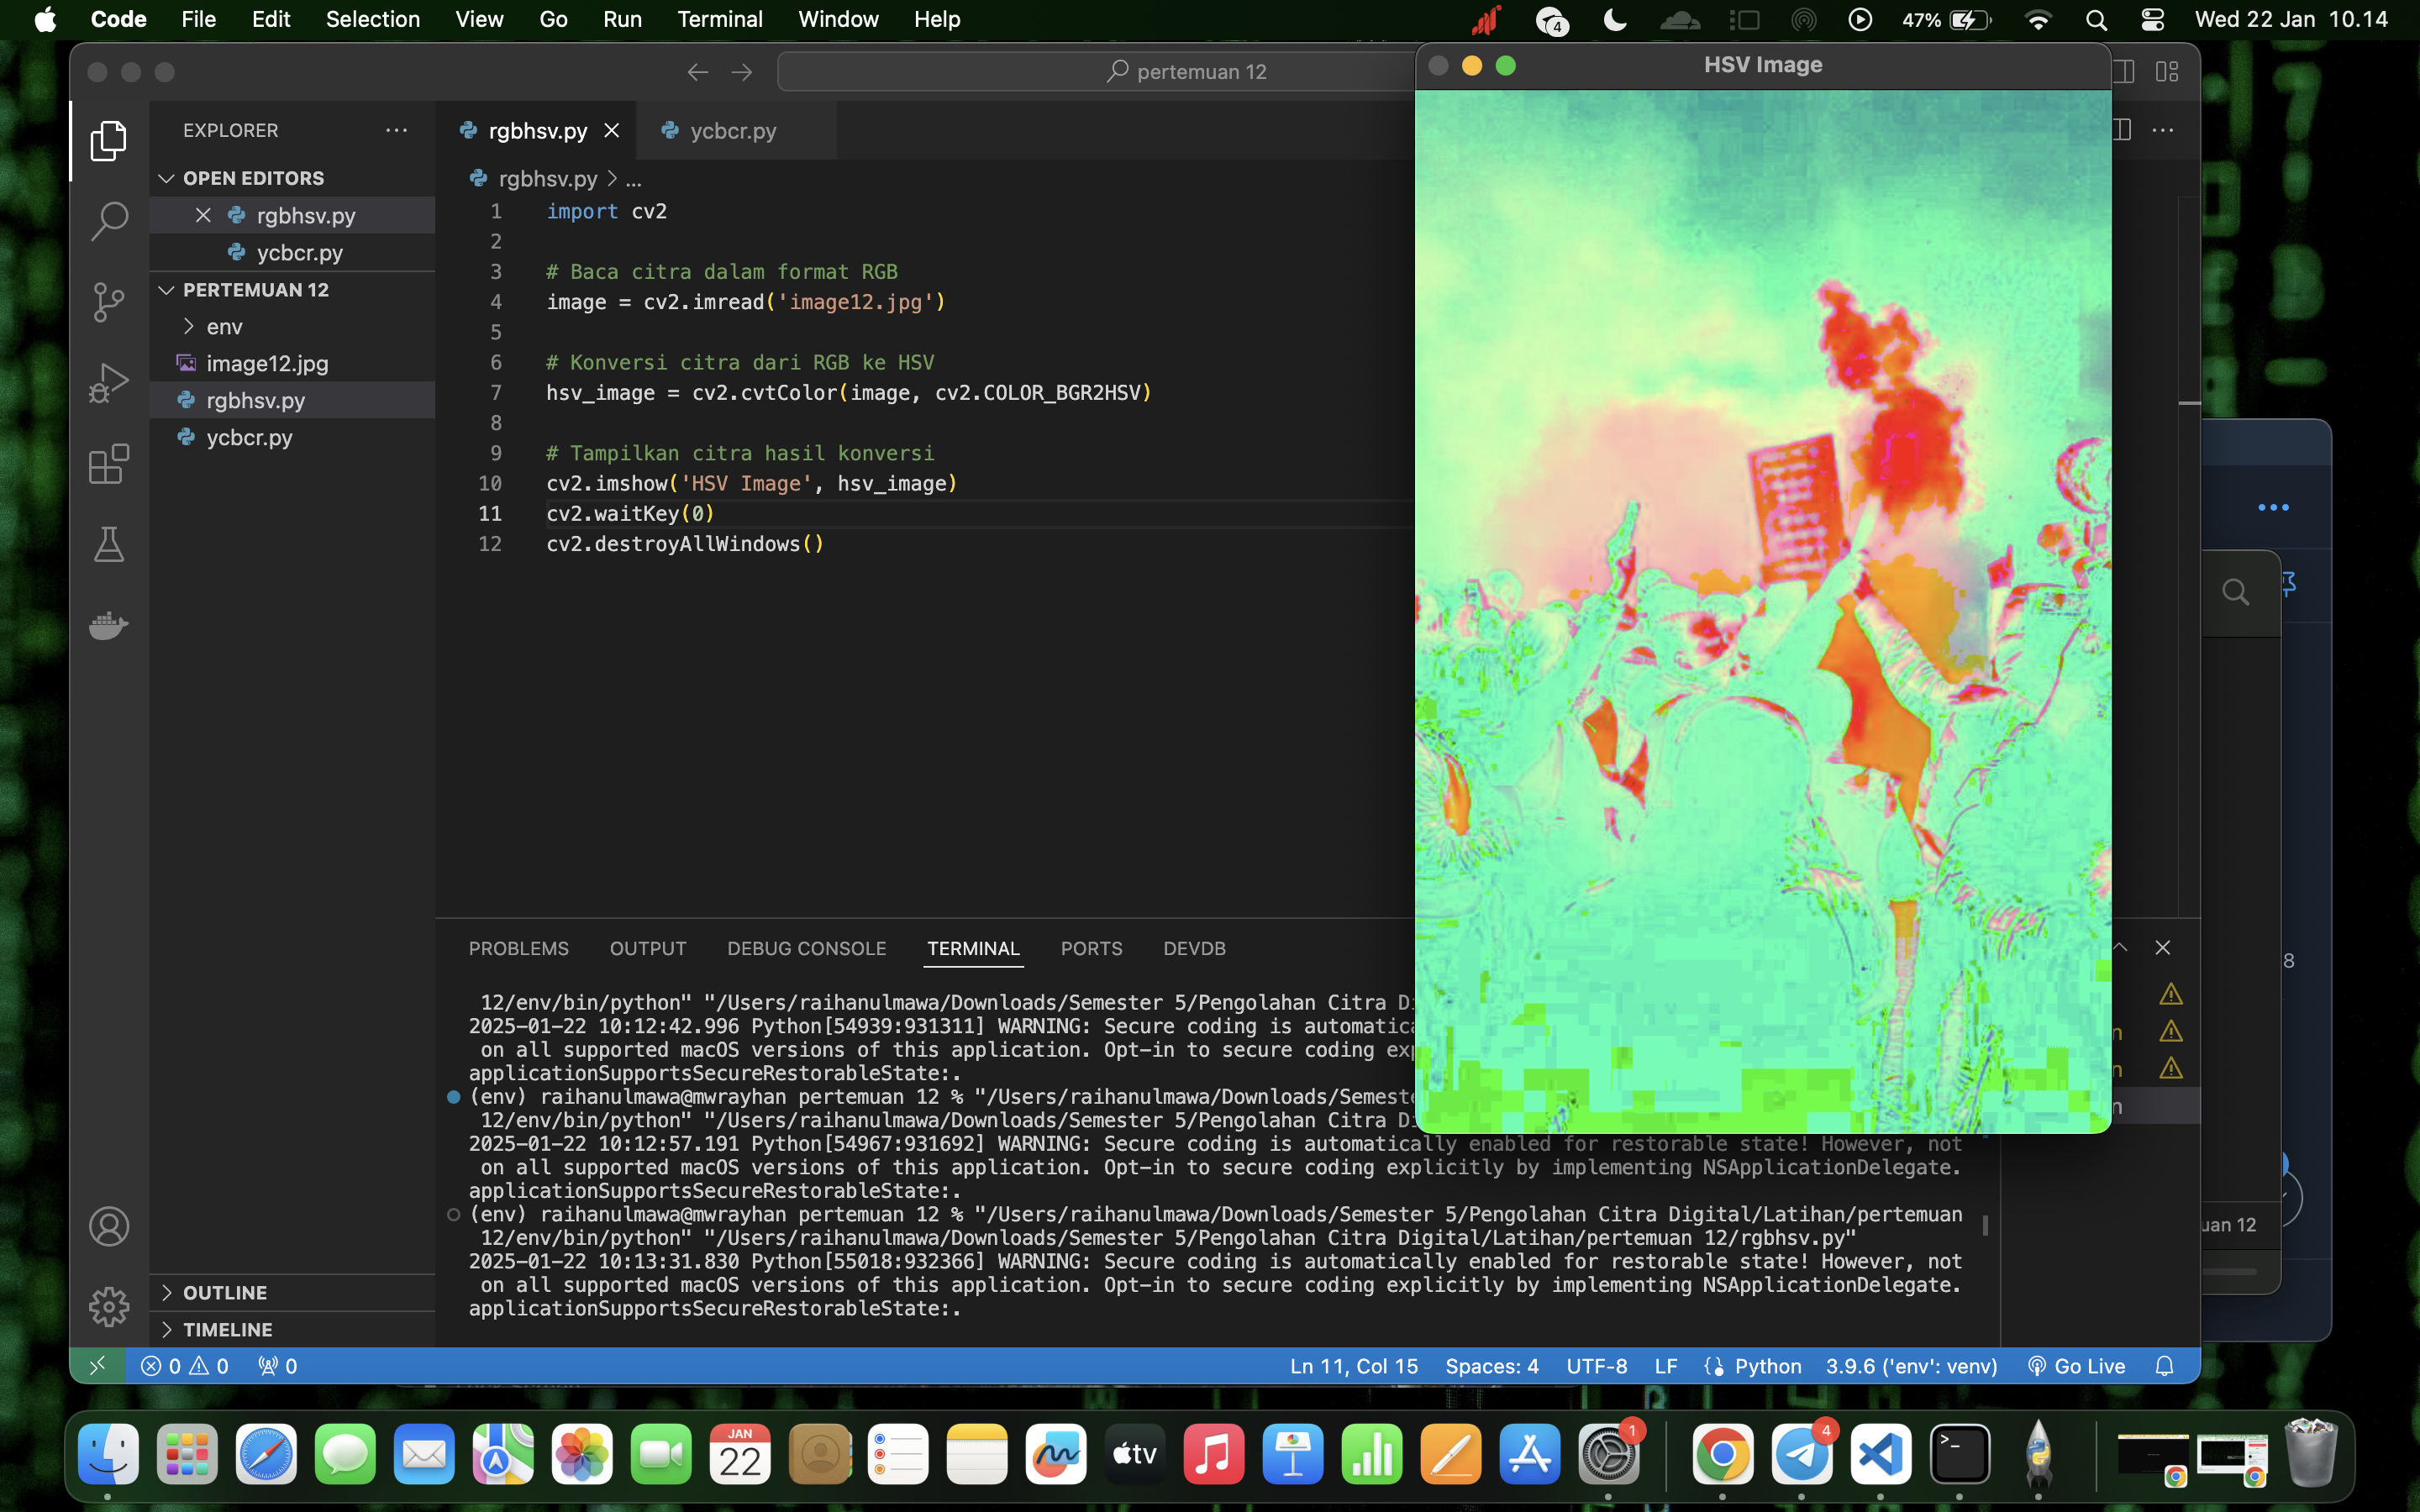 Code File Edit Selection View Go Run Terminal Window Help
4
47%
Wed 22 Jan 10.14
pertemuan 12
HSV Image
EXPLORER
OPEN EDITORS
rgbhsv.py
ycbcr.py
PERTEMUAN 12
env
image12.jpg
rgbhsv.py
ycbcr.py
OUTLINE
TIMELINE
rgbhsv.py
ycbcr.py
rgbhsv.py > ...
1 import cv2
2
3 # Baca citra dalam format RGB
4 image = cv2.imread('image12.jpg')
5
6 # Konversi citra dari RGB ke HSV
7 hsv_image = cv2.cvtColor(image, cv2.COLOR_BGR2HSV)
8
9 # Tampilkan citra hasil konversi
10 cv2.imshow('HSV Image', hsv_image)
11 cv2.waitKey(0)
12 cv2.destroyAllWindows()
PROBLEMS OUTPUT DEBUG CONSOLE TERMINAL PORTS DEVDB
12/env/bin/python" "/Users/raihanulmawa/Downloads/Semester 5/Pengolahan Citra D
2025-01-22 10:12:42.996 Python[54939:931311] WARNING: Secure coding is automatica
on all supported macOS versions of this application. Opt-in to secure coding exp
applicationSupportsSecureRestorableState:.
(env) raihanulmawa@mwrayhan pertemuan 12 % "/Users/raihanulmawa/Downloads/Semeste
12/env/bin/python" "/Users/raihanulmawa/Downloads/Semester 5/Pengolahan Citra D
2025-01-22 10:12:57.191 Python[54967:931692] WARNING: Secure coding is automatically enabled for restorable state! However, not
on all supported macOS versions of this application. Opt-in to secure coding explicitly by implementing NSApplicationDelegate.
applicationSupportsSecureRestorableState:.
(env) raihanulmawa@mwrayhan pertemuan 12 % "/Users/raihanulmawa/Downloads/Semester 5/Pengolahan Citra Digital/Latihan/pertemuan
12/env/bin/python" "/Users/raihanulmawa/Downloads/Semester 5/Pengolahan Citra Digital/Latihan/pertemuan 12/rgbhsv.py"
2025-01-22 10:13:31.830 Python[55018:932366] WARNING: Secure coding is automatically enabled for restorable state! However, not
on all supported macOS versions of this application. Opt-in to secure coding explicitly by implementing NSApplicationDelegate.
applicationSupportsSecureRestorableState:.
n
n
n
8
uan 12
0 0 0
Ln 11, Col 15 Spaces: 4 UTF-8 LF Python 3.9.6 ('env': venv) Go Live
JAN
22
tv
1
4